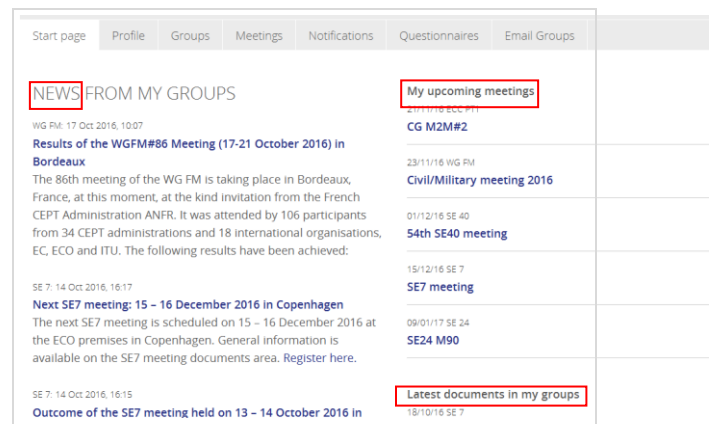 Start page Profile Groups Meetings Notifications Questionnaires Email Groups
NEWS FROM MY GROUPS
WG FM: 17 Oct 2016, 10:07
Results of the WGFM#86 Meeting (17-21 October 2016) in
Bordeaux
The 86th meeting of the WG FM is taking place in Bordeaux,
France, at this moment, at the kind invitation from the French
CEPT Administration ANFR. It was attended by 106 participants
from 34 CEPT administrations and 18 international organisations,
EC, ECO and ITU. The following results have been achieved:
SE 7: 14 Oct 2016, 16:17
Next SE7 meeting: 15 – 16 December 2016 in Copenhagen
The next SE7 meeting is scheduled on 15 – 16 December 2016 at
the ECO premises in Copenhagen. General information is
available on the SE7 meeting documents area. Register here.
SE 7: 14 Oct 2016, 16:15
Outcome of the SE7 meeting held on 13 – 14 October 2016 in
My upcoming meetings
21/11/16 ECC PT1
CG M2M#2
23/11/16 WG FM
Civil/Military meeting 2016
01/12/16 SE 40
54th SE40 meeting
15/12/16 SE 7
SE7 meeting
09/01/17 SE 24
SE24 M90
Latest documents in my groups
18/10/16 SE 7